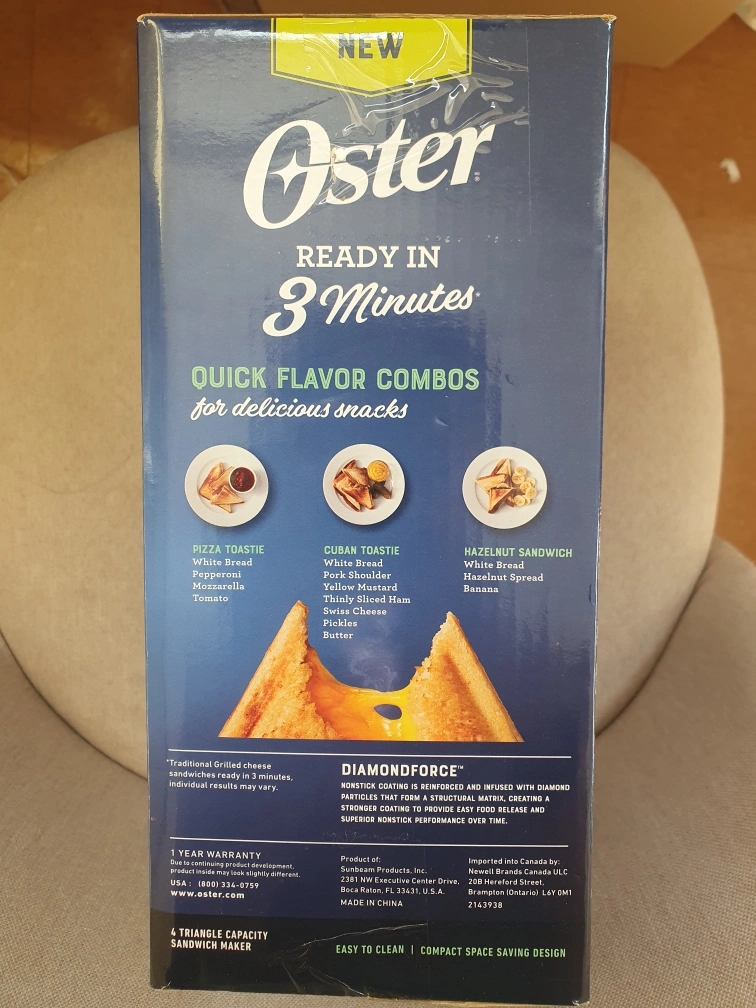 NEW
Oster
READY IN
3 Minutes*
QUICK FLAVOR COMBOS
for delicious snacks
PIZZA TOASTIE
White Bread
Pepperoni
Mozzarella
Tomato
CUBAN TOASTIE
White Bread
Pork Shoulder
Yellow Mustard
Thinly Sliced Ham
Swiss Cheese
Pickles
Butter
HAZELNUT SANDWICH
White Bread
Hazelnut Spread
Banana
*Traditional Grilled cheese
sandwiches ready in 3 minutes,
individual results may vary.
DIAMONDFORCE™
NONSTICK COATING IS REINFORCED AND INFUSED WITH DIAMOND
PARTICLES THAT FORM A STRUCTURAL MATRIX, CREATING A
STRONGER COATING TO PROVIDE EASY FOOD RELEASE AND
SUPERIOR NONSTICK PERFORMANCE OVER TIME.
1 YEAR WARRANTY
Due to continuing product development,
product inside may look slightly different.
USA : (800) 334-0759
www.oster.com
Product of:
Sunbeam Products, Inc.
2381 NW Executive Center Drive,
Boca Raton, FL 33431, U.S.A.
MADE IN CHINA
Imported into Canada by:
Newell Brands Canada ULC
20B Hereford Street,
Brampton (Ontario) L6Y 0M1
2143938
4 TRIANGLE CAPACITY
SANDWICH MAKER
EASY TO CLEAN | COMPACT SPACE SAVING DESIGN